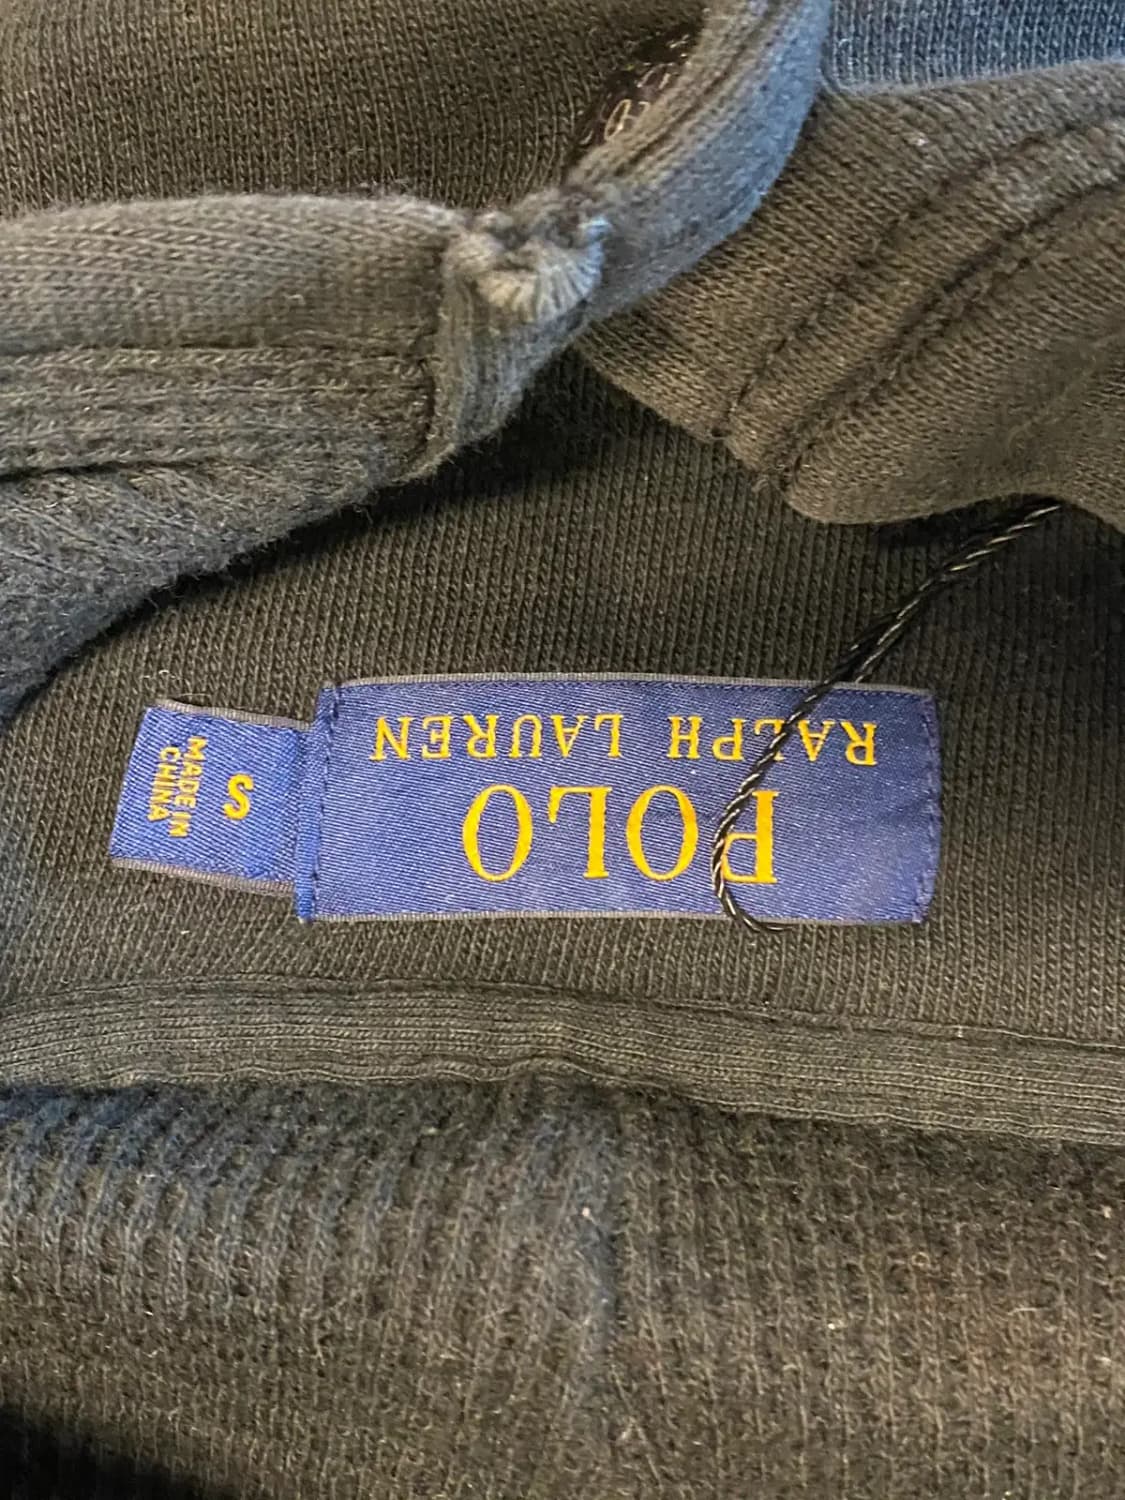 POLO
RALPH LAUREN
S
MADE IN
CHINA